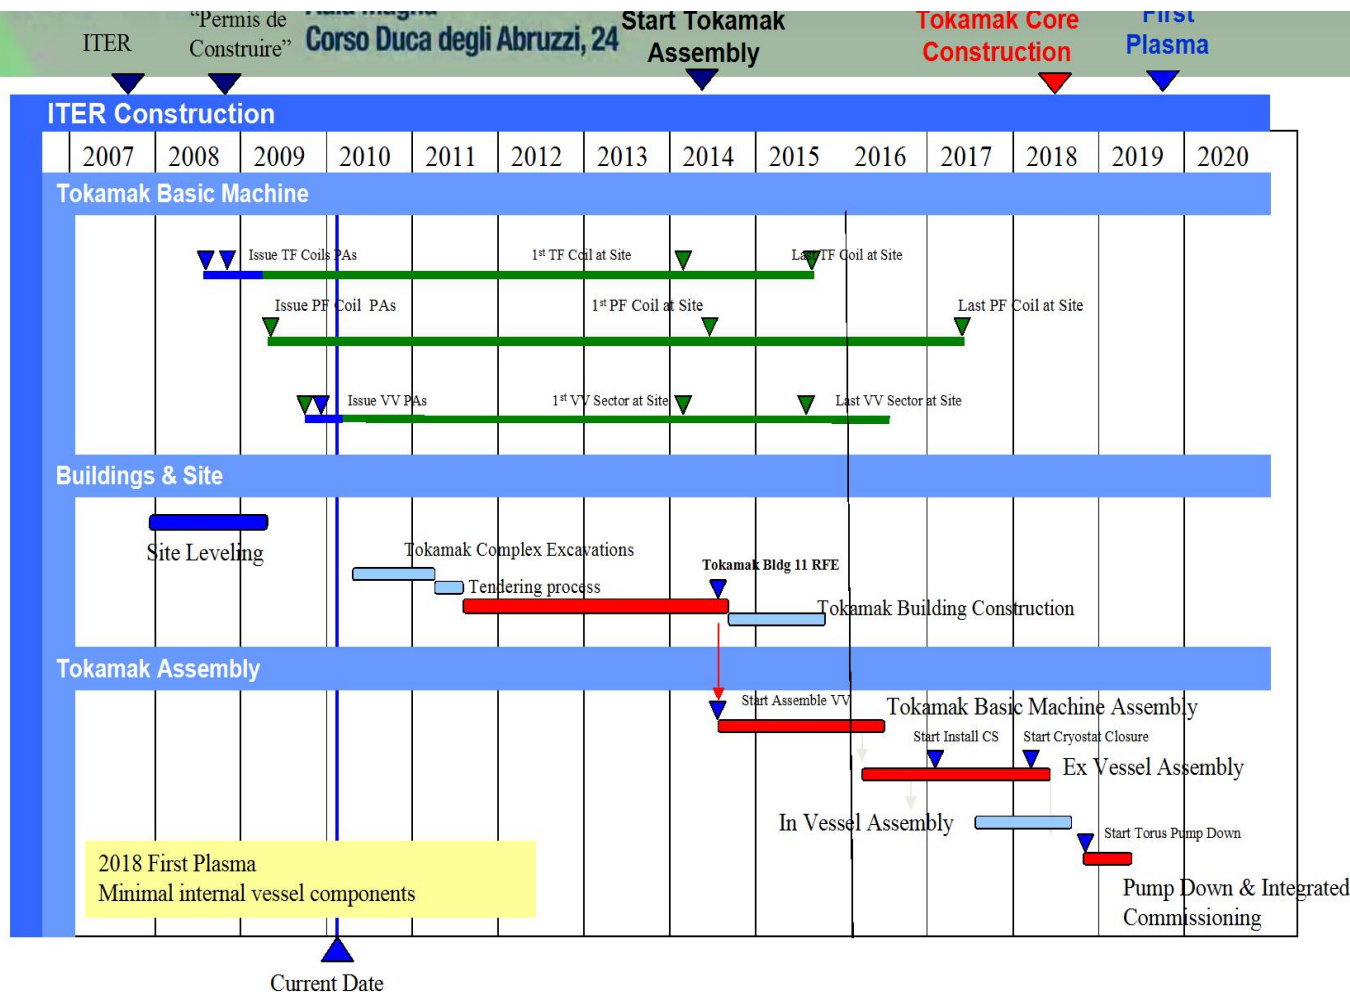 "Permis de
Construire"
ITER
Corso Duca degli Abruzzi, 24
Start Tokamak
Assembly
Tokamak Core
Construction
First
Plasma
ITER Construction
2007 2008 2009 2010 2011 2012 2013 2014 2015 2016 2017 2018 2019 2020
Tokamak Basic Machine
Issue TF Coils PAs 1st TF Coil at Site Last TF Coil at Site
Issue PF Coil PAs 1st PF Coil at Site Last PF Coil at Site
Issue VV PAs 1st VV Sector at Site Last VV Sector at Site
Buildings & Site
Site Leveling
Tokamak Complex Excavations
Tendering process
Tokamak Bldg 11 RFE
Tokamak Building Construction
Tokamak Assembly
Start Assemble VV
Tokamak Basic Machine Assembly
Start Install CS Start Cryostat Closure
Ex Vessel Assembly
In Vessel Assembly
Start Torus Pump Down
Pump Down & Integrated
Commissioning
2018 First Plasma
Minimal internal vessel components
Current Date